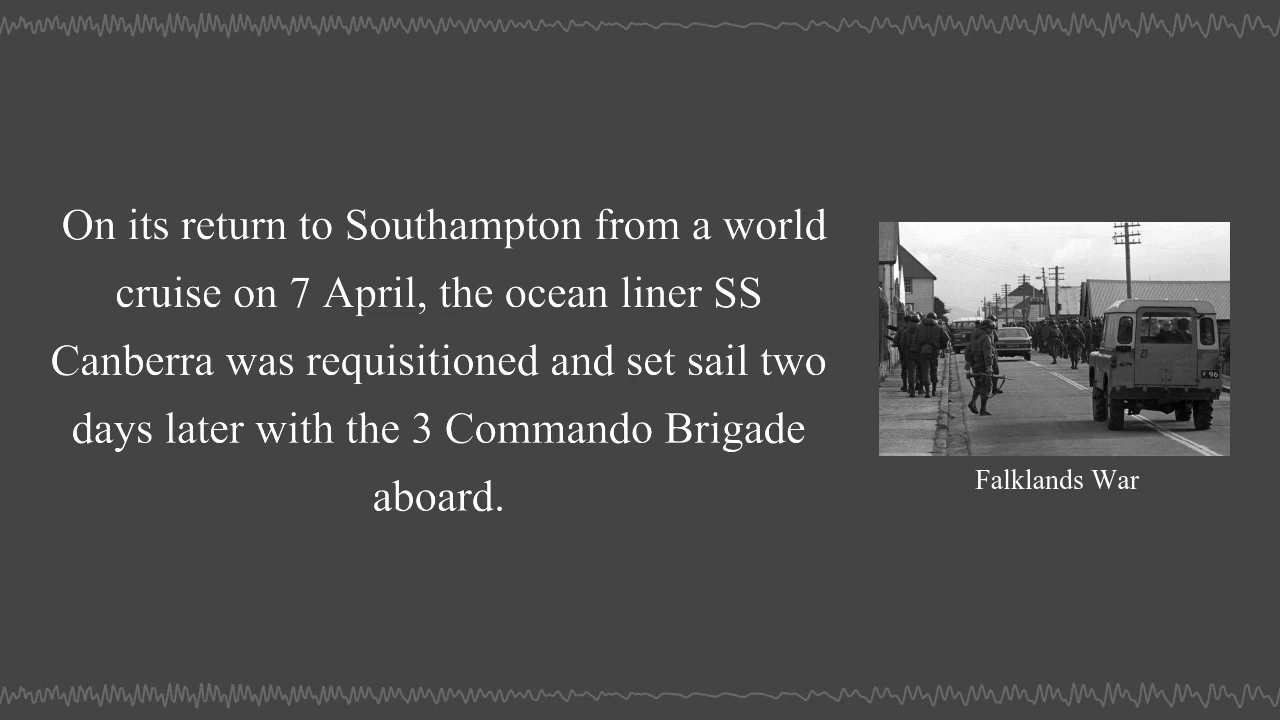 On its return to Southampton from a world
cruise on 7 April, the ocean liner SS
Canberra was requisitioned and set sail two
days later with the 3 Commando Brigade
aboard.
F 96
Falklands War